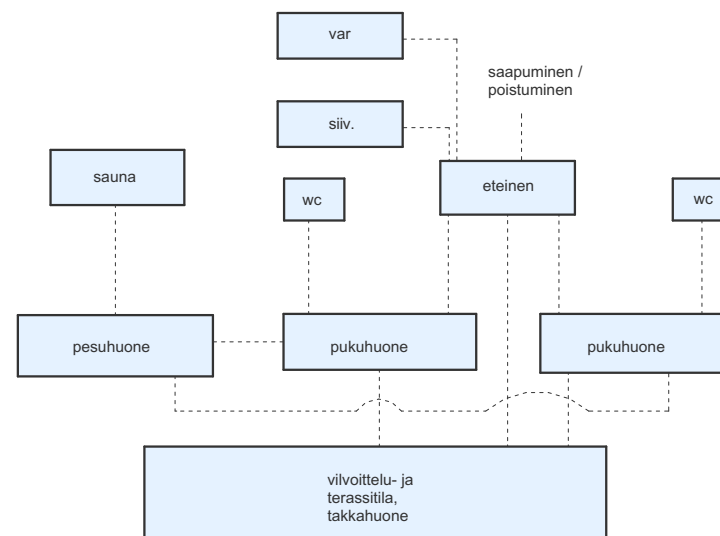 var
saapuminen /
poistuminen
siiv.
sauna
wc
eteinen
wc
pesuhuone
pukuhuone
pukuhuone
vilvoittelu- ja
terassitila,
takkahuone